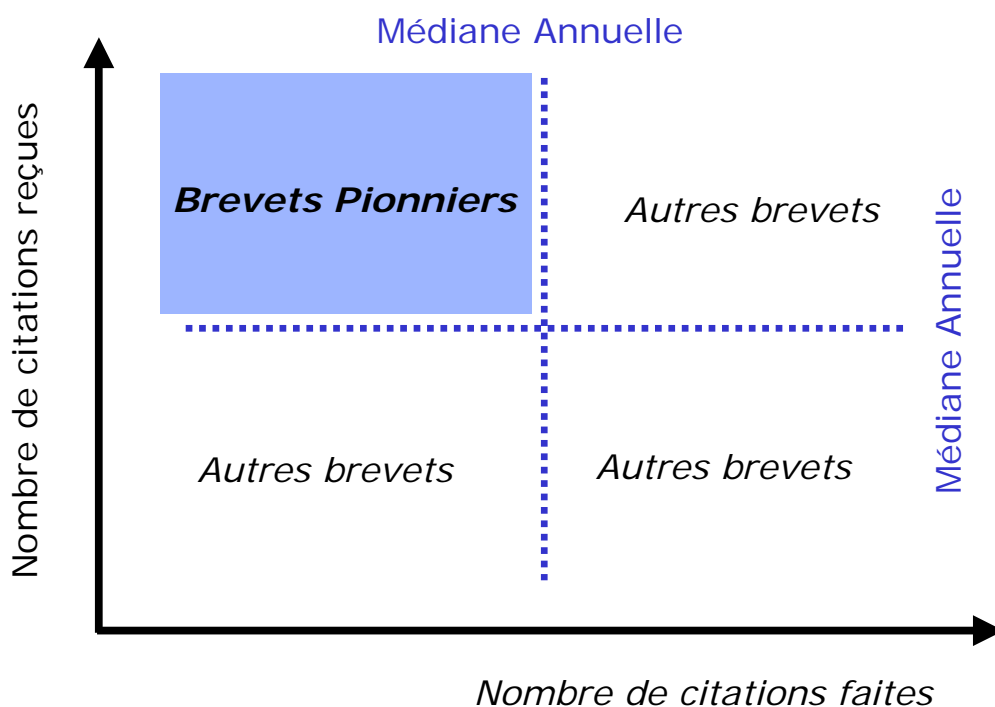 Médiane Annuelle
Nombre de citations reçues
Brevets Pionniers
Autres brevets
Médiane Annuelle
Autres brevets
Autres brevets
Nombre de citations faites